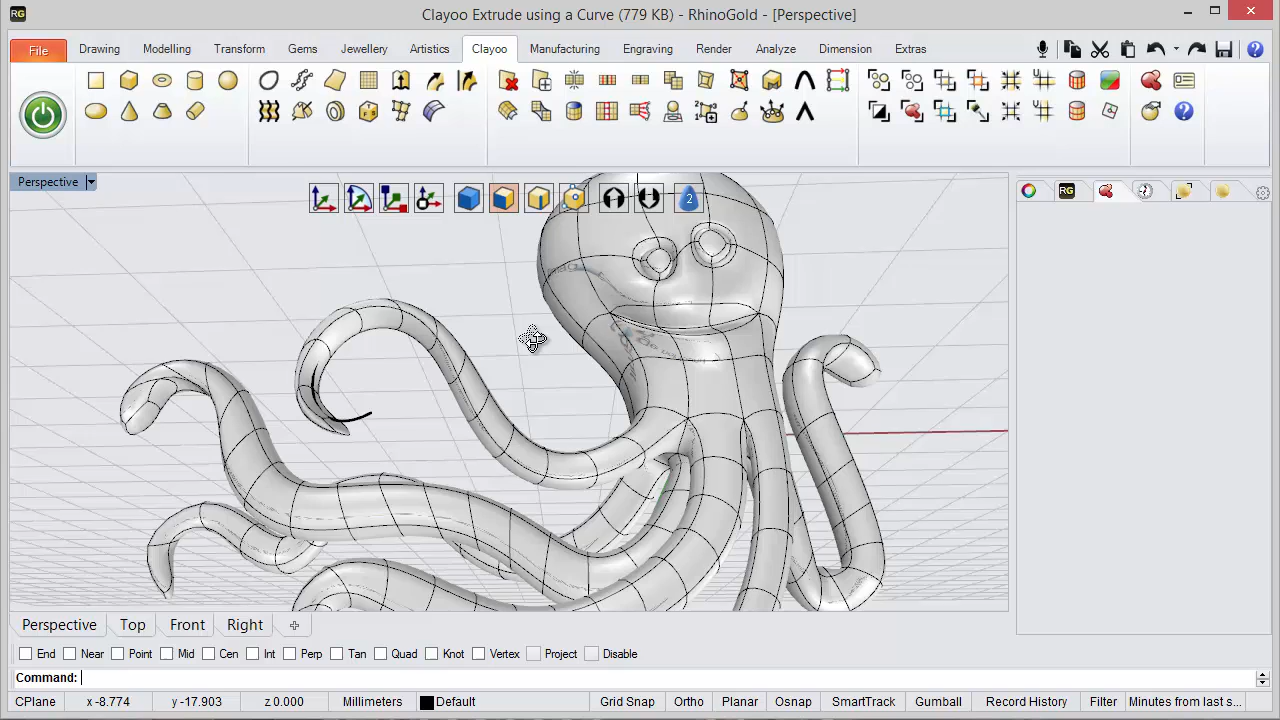 RG
Clayoo Extrude using a Curve (779 KB) - RhinoGold - [Perspective]
File Drawing Modelling Transform Gems Jewellery Artistics Clayoo Manufacturing Engraving Render Analyze Dimension Extras
Perspective
2
RG
Perspective Top Front Right
End Near Point Mid Cen Int Perp Tan Quad Knot Vertex Project Disable
Command:
CPlane x -8.774 y -17.903 z 0.000 Millimeters Default Grid Snap Ortho Planar Osnap SmartTrack Gumball Record History Filter Minutes from last s...